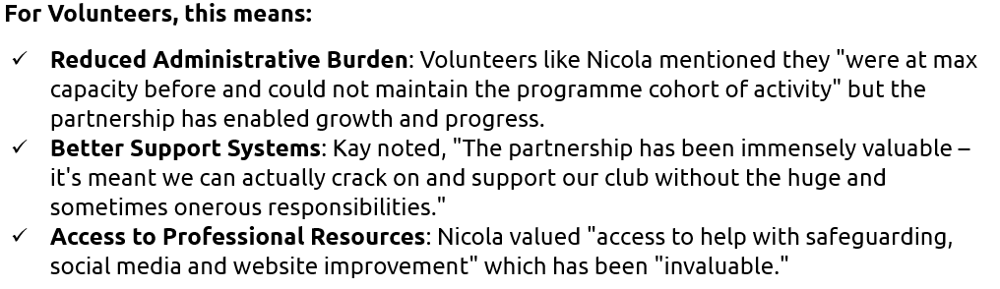 For Volunteers, this means:
✓ Reduced Administrative Burden: Volunteers like Nicola mentioned they "were at max
capacity before and could not maintain the programme cohort of activity" but the
partnership has enabled growth and progress.
✓ Better Support Systems: Kay noted, "The partnership has been immensely valuable –
it's meant we can actually crack on and support our club without the huge and
sometimes onerous responsibilities."
✓ Access to Professional Resources: Nicola valued "access to help with safeguarding,
social media and website improvement" which has been "invaluable."